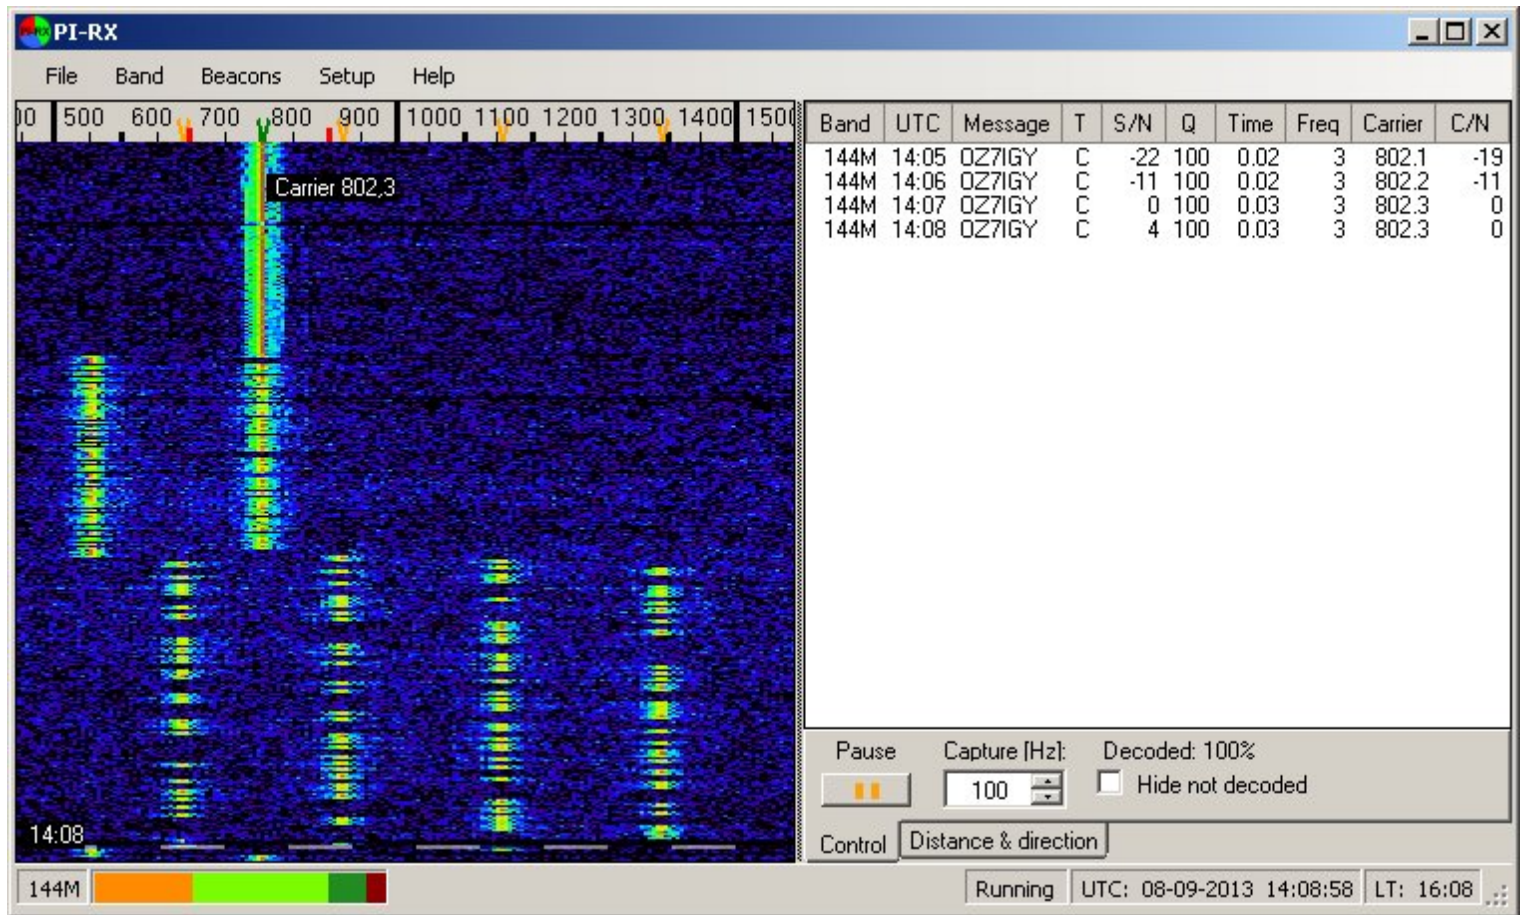 PI-RX
File Band Beacons Setup Help
00 500 600 700 800 900 1000 1100 1200 1300 1400 1500
Carrier 802,3
14:08
Band UTC Message T S/N Q Time Freq Carrier C/N
144M 14:05 OZ7IGY C -22 100 0.02 3 802.1 -19
144M 14:06 OZ7IGY C -11 100 0.02 3 802.2 -11
144M 14:07 OZ7IGY C 0 100 0.03 3 802.3 0
144M 14:08 OZ7IGY C 4 100 0.03 3 802.3 0
Pause Capture [Hz]: Decoded: 100%
100 Hide not decoded
Control Distance & direction
144M Running UTC: 08-09-2013 14:08:58 LT: 16:08